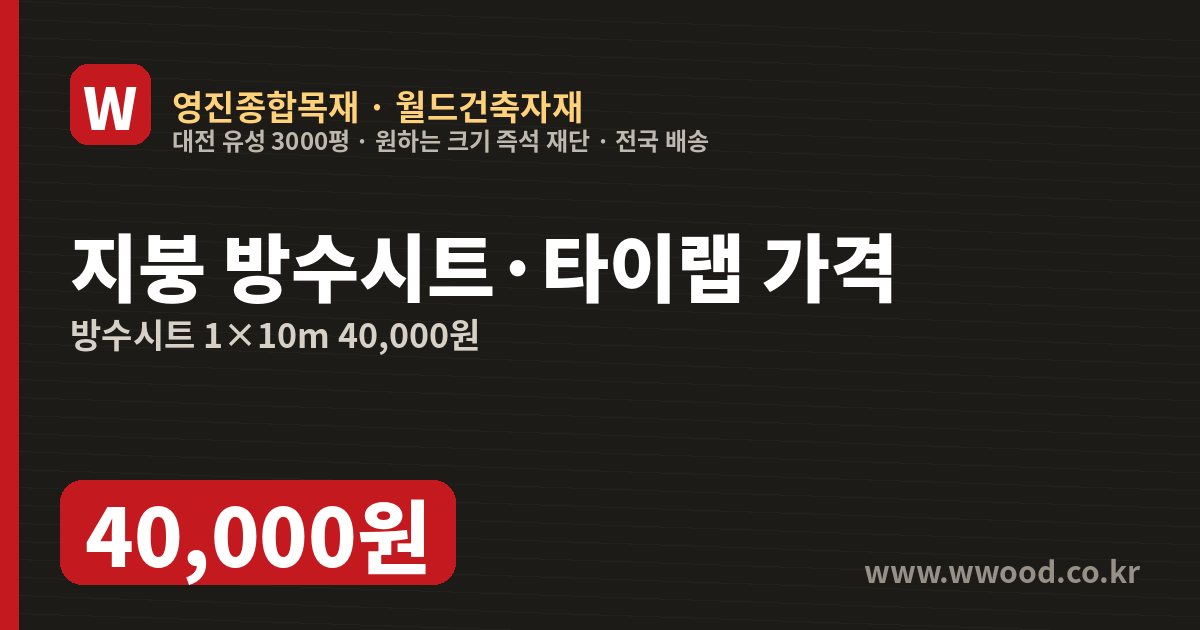 W
영진종합목재 · 월드건축자재
대전 유성 3000평 · 원하는 크기 즉석 재단 · 전국 배송
지붕 방수시트·타이랩 가격
방수시트 1×10m 40,000원
40,000원
www.wwood.co.kr